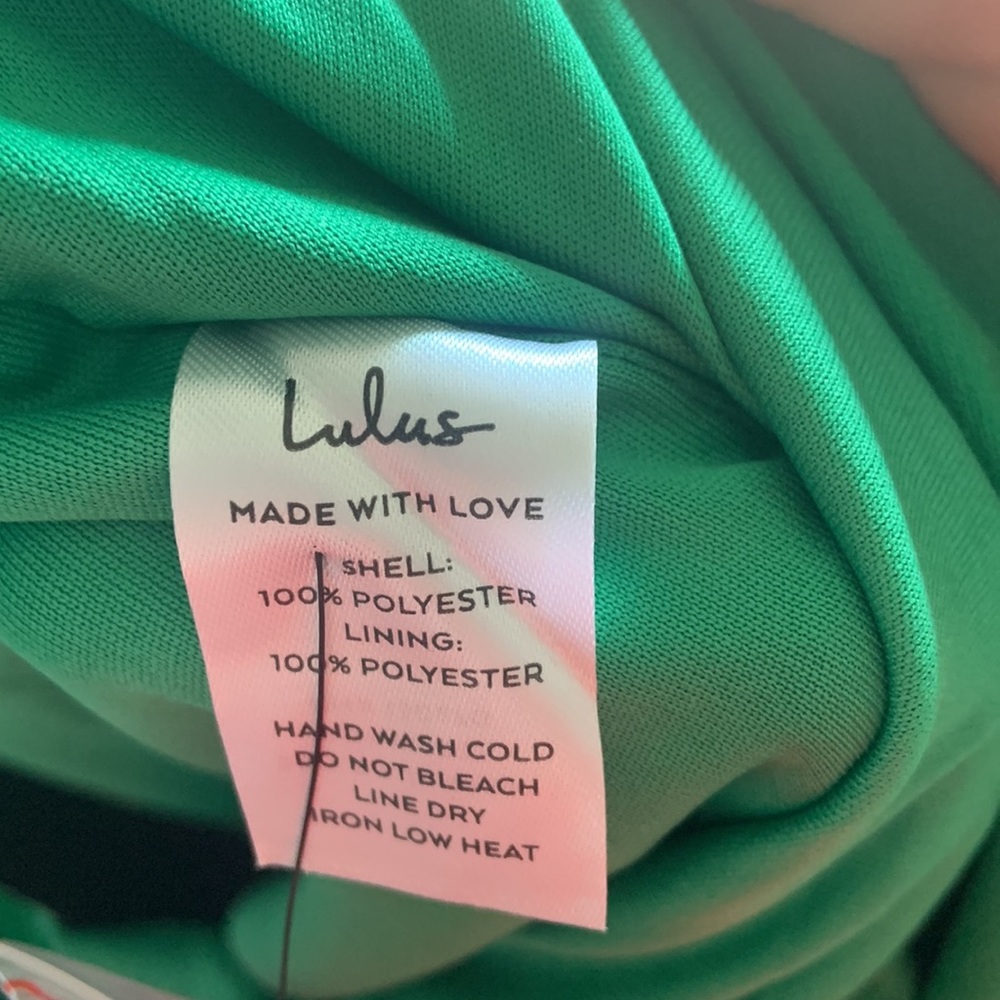 Lulus
MADE WITH LOVE
SHELL:
100% POLYESTER
LINING:
100% POLYESTER
HAND WASH COLD
DO NOT BLEACH
LINE DRY
IRON LOW HEAT